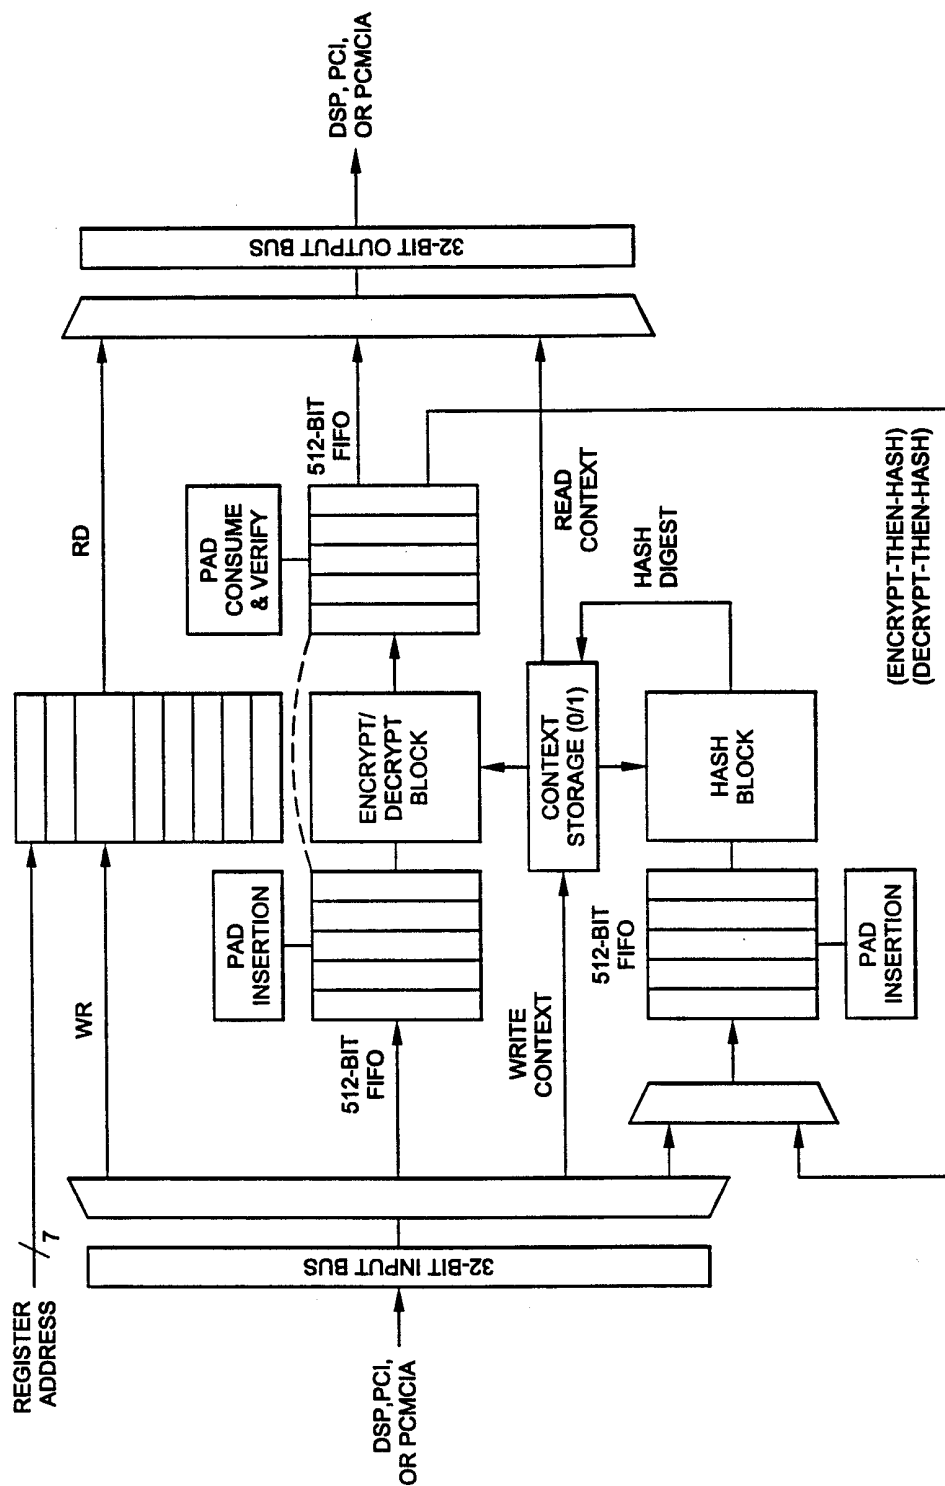 REGISTER
ADDRESS
7
DSP,PCI,
OR PCMCIA
32-BIT INPUT BUS
WR
512-BIT
FIFO
WRITE
CONTEXT
PAD
INSERTION
ENCRYPT/
DECRYPT
BLOCK
CONTEXT
STORAGE (0/1)
512-BIT
FIFO
PAD
INSERTION
HASH
BLOCK
HASH
DIGEST
RD
PAD
CONSUME
& VERIFY
512-BIT
FIFO
READ
CONTEXT
(ENCRYPT-THEN-HASH)
(DECRYPT-THEN-HASH)
32-BIT OUTPUT BUS
DSP, PCI,
OR PCMCIA